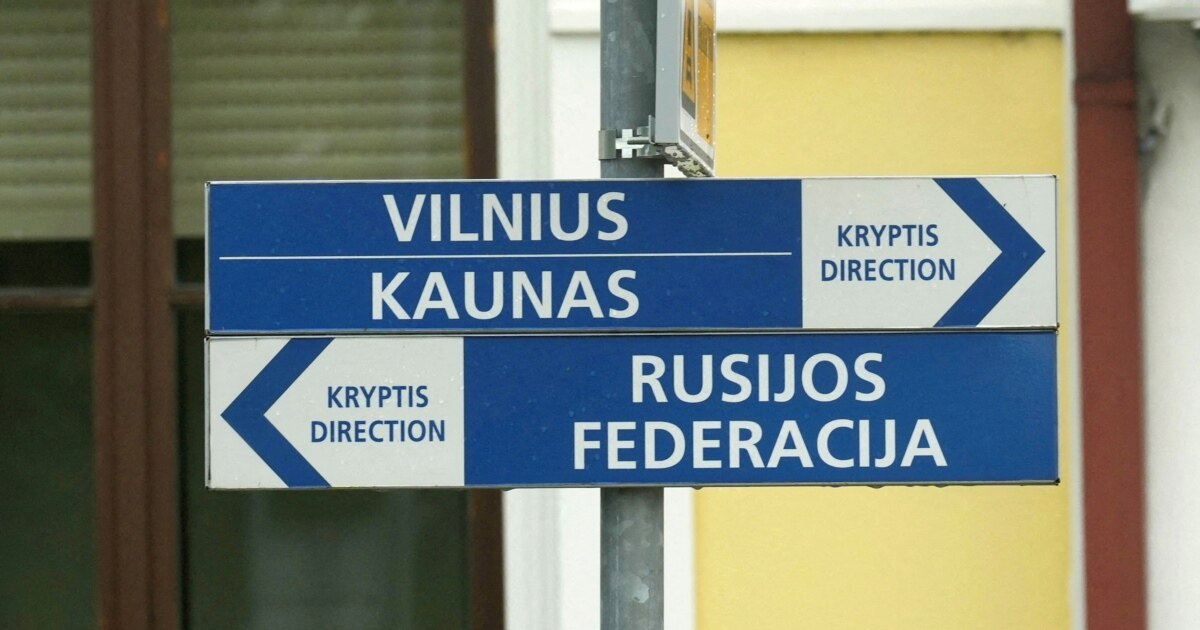 VILNIUS
KAUNAS
KRYPTIS
DIRECTION
KRYPTIS
DIRECTION
RUSIJOS
FEDERACIJA